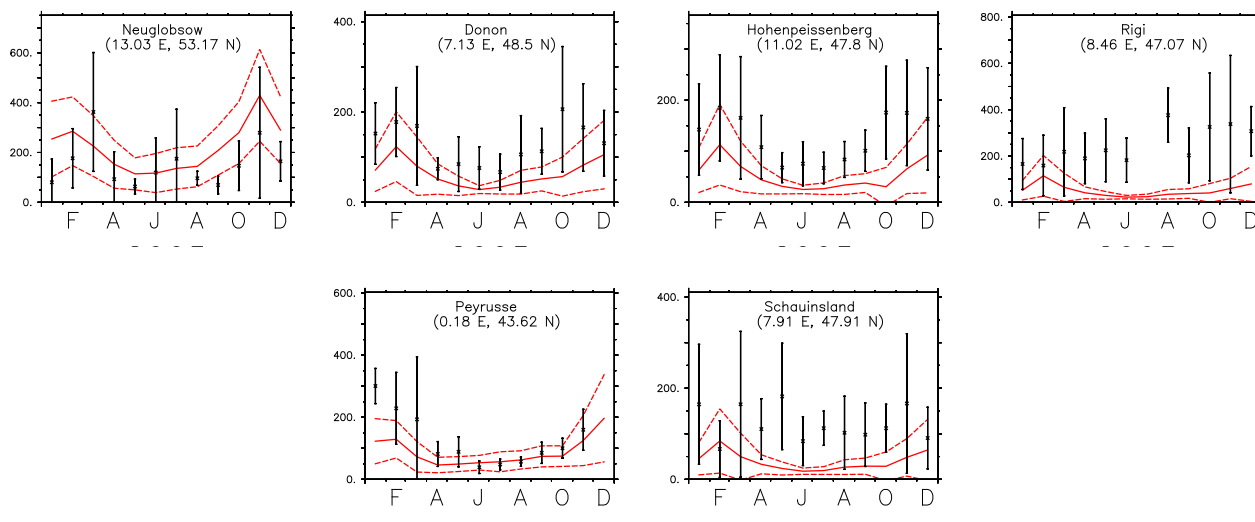 Neuglobsow
(13.03 E, 53.17 N)
600.
400.
200.
0.
F A J A O D
Donon
(7.13 E, 48.5 N)
400.
200.
0.
F A J A O D
Hohenpeissenberg
(11.02 E, 47.8 N)
200.
0.
F A J A O D
Rigi
(8.46 E, 47.07 N)
800.
600.
400.
200.
0.
F A J A O D
Peyrusse
(0.18 E, 43.62 N)
600.
400.
200.
0.
F A J A O D
Schauinsland
(7.91 E, 47.91 N)
400.
200.
0.
F A J A O D